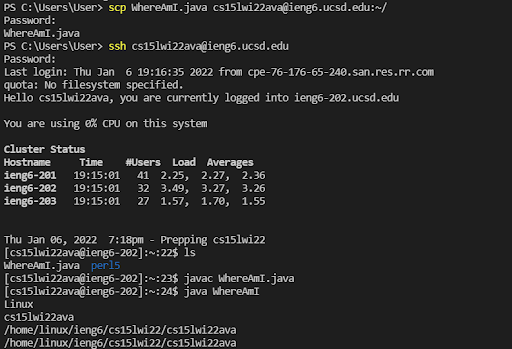 PS C:\Users\User> scp WhereAmI.java cs15lwi22ava@ieng6.ucsd.edu:~/
Password:
WhereAmI.java
PS C:\Users\User> ssh cs15lwi22ava@ieng6.ucsd.edu
Password:
Last login: Thu Jan  6 19:16:35 2022 from cpe-76-176-65-240.san.res.rr.com
quota: No filesystem specified.
Hello cs15lwi22ava, you are currently logged into ieng6-202.ucsd.edu
You are using 0% CPU on this system
Cluster Status
Hostname     Time    #Users  Load  Averages
ieng6-201   19:15:01   41  2.25,  2.27,  2.36
ieng6-202   19:15:01   32  3.49,  3.27,  3.26
ieng6-203   19:15:01   27  1.57,  1.70,  1.55
Thu Jan 06, 2022  7:18pm - Prepping cs15lwi22
[cs15lwi22ava@ieng6-202]:~:22$ ls
WhereAmI.java  perl5
[cs15lwi22ava@ieng6-202]:~:23$ javac WhereAmI.java
[cs15lwi22ava@ieng6-202]:~:24$ java WhereAmI
Linux
cs15lwi22ava
/home/linux/ieng6/cs15lwi22/cs15lwi22ava
/home/linux/ieng6/cs15lwi22/cs15lwi22ava